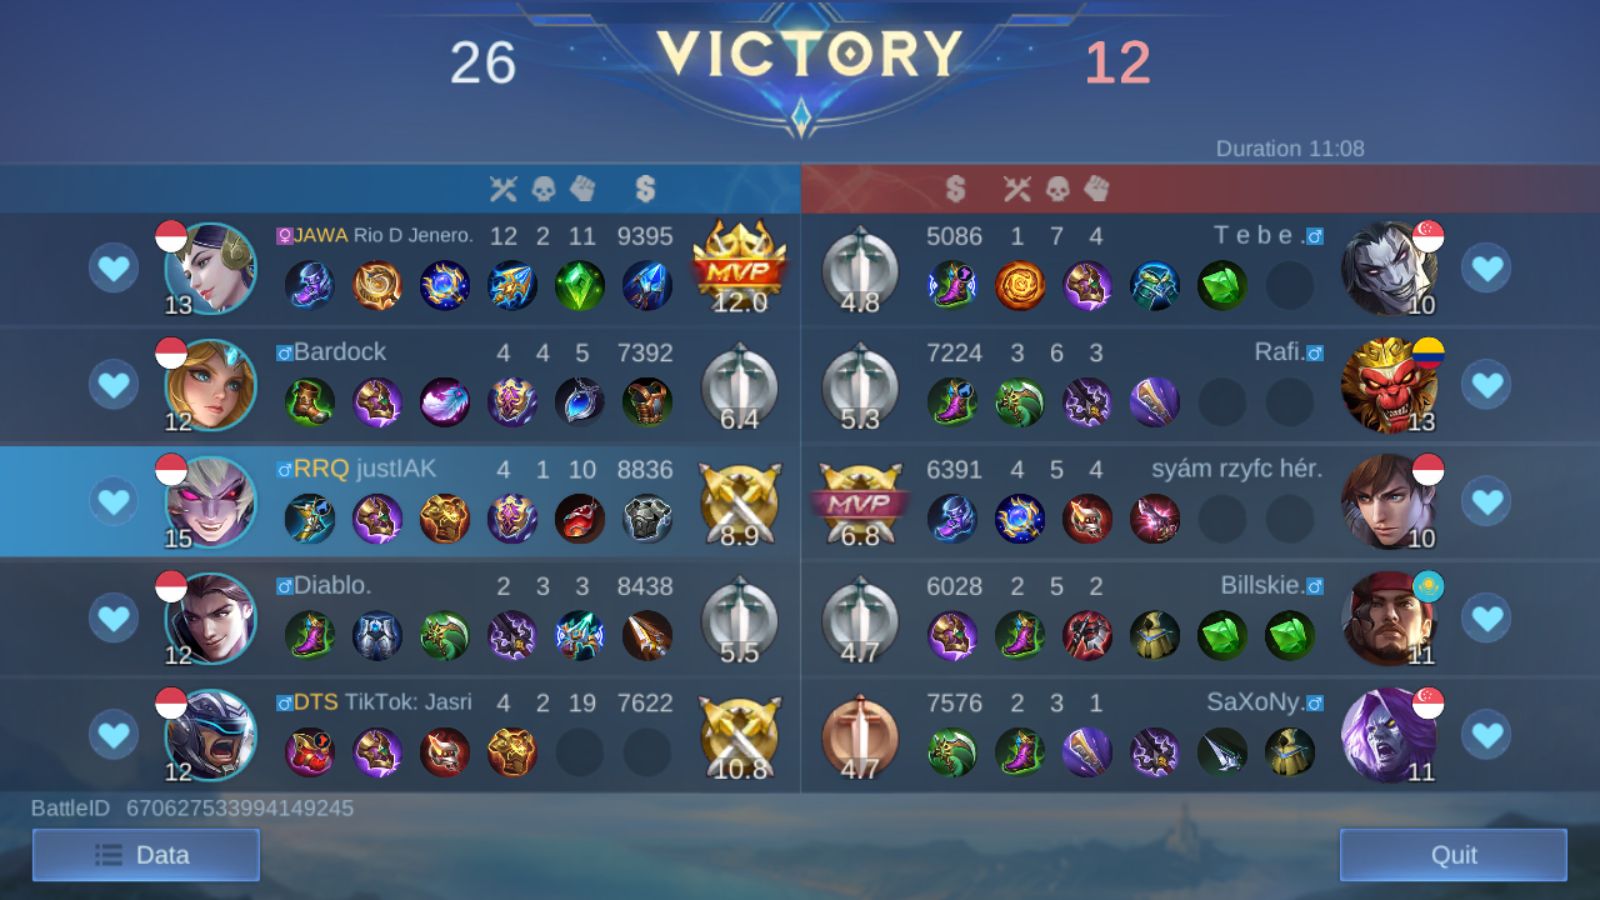 26 VICTORY 12
Duration 11:08
JAWA Rio D Jenero. 12 2 11 9395 MVP 12.0
13
4.8 5086 1 7 4 T e b e .
10
Bardock 4 4 5 7392 6.4
12
5.3 7224 3 6 3 Rafi.
13
RRQ justIAK 4 1 10 8836 8.9
15
MVP 6.8 6391 4 5 4 syám rzyfc hér.
10
Diablo. 2 3 3 8438 5.5
12
4.7 6028 2 5 2 Billskie.
11
DTS TikTok: Jasri 4 2 19 7622 10.8
12
4.7 7576 2 3 1 SaXoNy.
11
BattleID 670627533994149245
Data
Quit